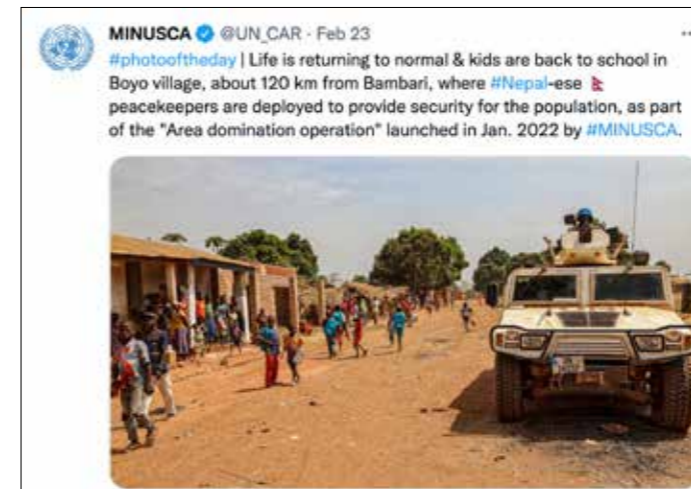 MINUSCA @UN_CAR · Feb 23
#photooftheday | Life is returning to normal & kids are back to school in
Boyo village, about 120 km from Bambari, where #Nepal-ese 🇳🇵
peacekeepers are deployed to provide security for the population, as part
of the "Area domination operation" launched in Jan. 2022 by #MINUSCA.